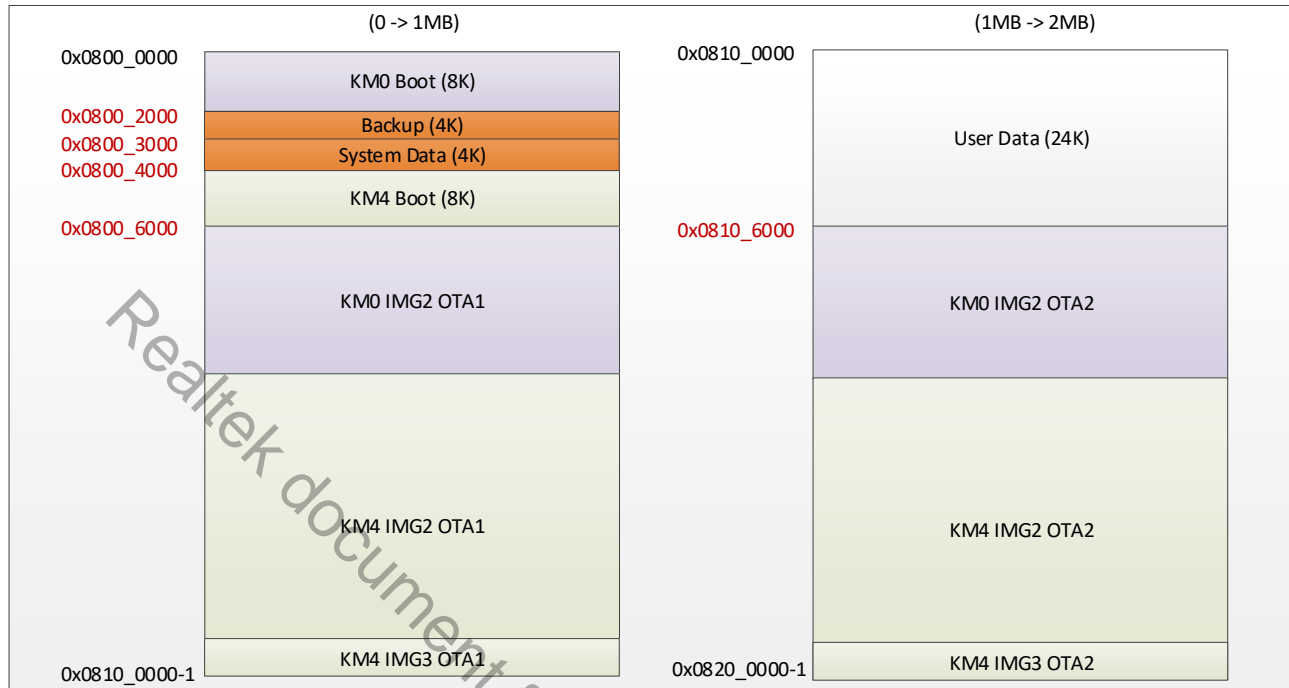 (0 -> 1MB)
0x0800_0000
KM0 Boot (8K)
0x0800_2000
Backup (4K)
0x0800_3000
System Data (4K)
0x0800_4000
KM4 Boot (8K)
0x0800_6000
KM0 IMG2 OTA1
KM4 IMG2 OTA1
KM4 IMG3 OTA1
0x0810_0000-1
(1MB -> 2MB)
0x0810_0000
User Data (24K)
0x0810_6000
KM0 IMG2 OTA2
KM4 IMG2 OTA2
KM4 IMG3 OTA2
0x0820_0000-1
Realtek document